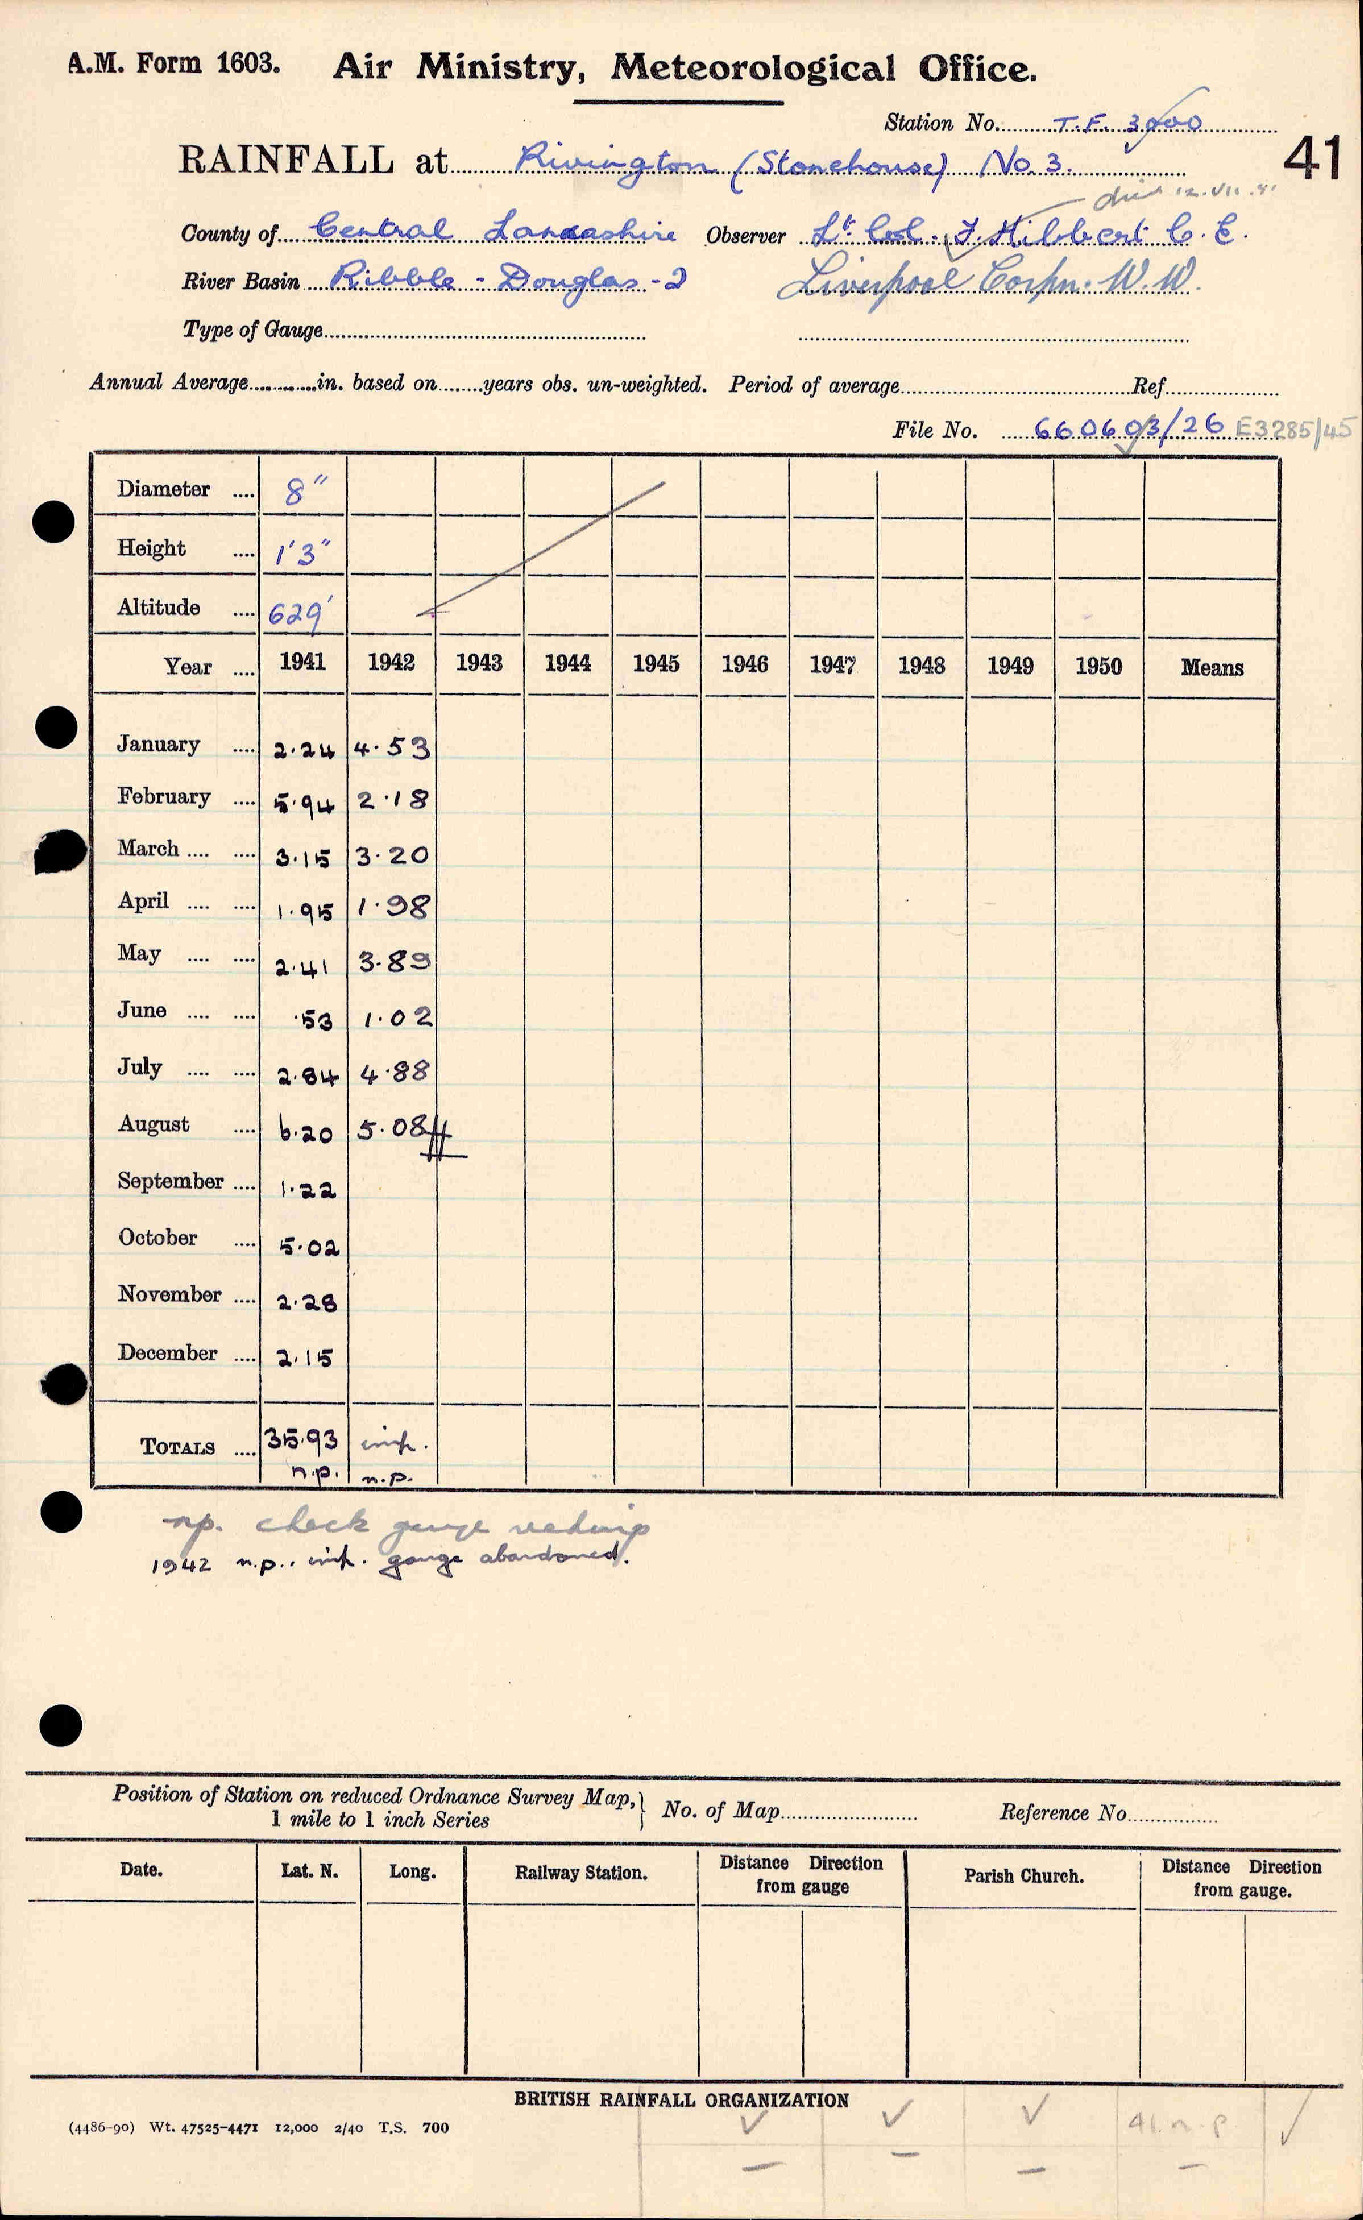 A.M. Form 1603. Air Ministry, Meteorological Office.
Station No. T.F. 3900
41
RAINFALL at Rivington (Stonehouse) No. 3.
died 12.VII.41
County of Central Lancashire Observer Lt Col. F. Hibbert C.E.
River Basin Ribble - Douglas - 2 Liverpool Corpn. W.W.
Type of Gauge
Annual Average in. based on years obs. un-weighted. Period of average Ref.
File No. 660603/26 E3285/45
Diameter .... 8"
Height .... 1'3"
Altitude .... 629'
Year .... 1941 1942 1943 1944 1945 1946 1947 1948 1949 1950 Means
January .... 2.24 4.53
February .... 5.94 2.18
March .... .... 3.15 3.20
April .... .... 1.95 1.98
May .... .... 2.41 3.89
June .... .... .53 1.02
July .... .... 2.84 4.88
August .... 6.20 5.08
September .... 1.22
October .... 5.02
November .... 2.28
December .... 2.15
TOTALS .... 35.93 imp.
n.p. n.p.
np. check gauge readings
1942 n.p.. imp. gauge abandoned.
Position of Station on reduced Ordnance Survey Map,} No. of Map Reference No.
1 mile to 1 inch Series
Date. Lat. N. Long. Railway Station. Distance Direction from gauge Parish Church. Distance Direction from gauge.
BRITISH RAINFALL ORGANIZATION
(4486-90) Wt. 47525-4471 12,000 2/40 T.S. 700
41. n.p.